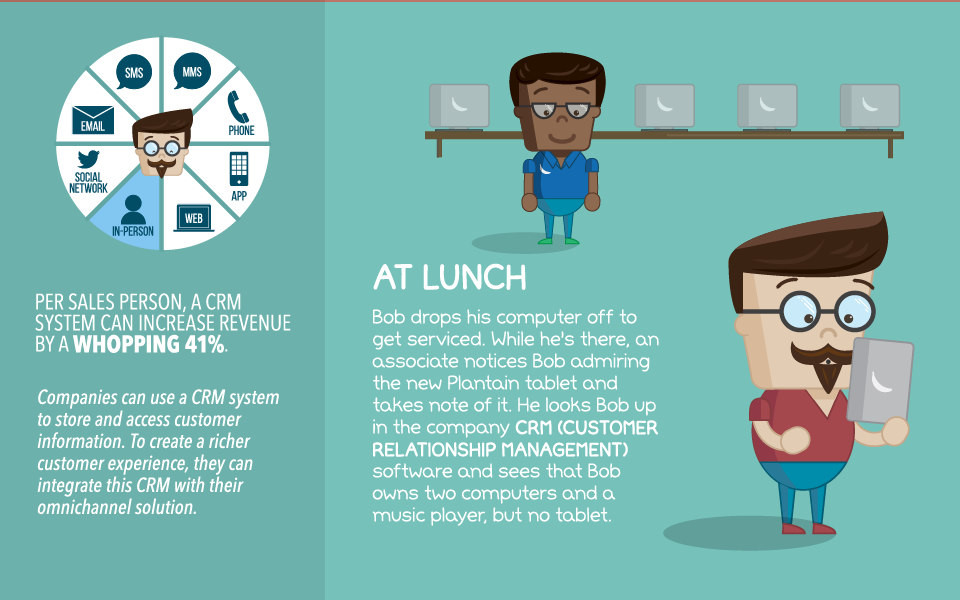 SMS
MMS
EMAIL
PHONE
SOCIAL
NETWORK
APP
IN-PERSON
WEB
PER SALES PERSON, A CRM
SYSTEM CAN INCREASE REVENUE
BY A WHOPPING 41%.
Companies can use a CRM system
to store and access customer
information. To create a richer
customer experience, they can
integrate this CRM with their
omnichannel solution.
AT LUNCH
Bob drops his computer off to
get serviced. While he's there, an
associate notices Bob admiring
the new Plantain tablet and
takes note of it. He looks Bob up
in the company CRM (CUSTOMER
RELATIONSHIP MANAGEMENT)
software and sees that Bob
owns two computers and a
music player, but no tablet.